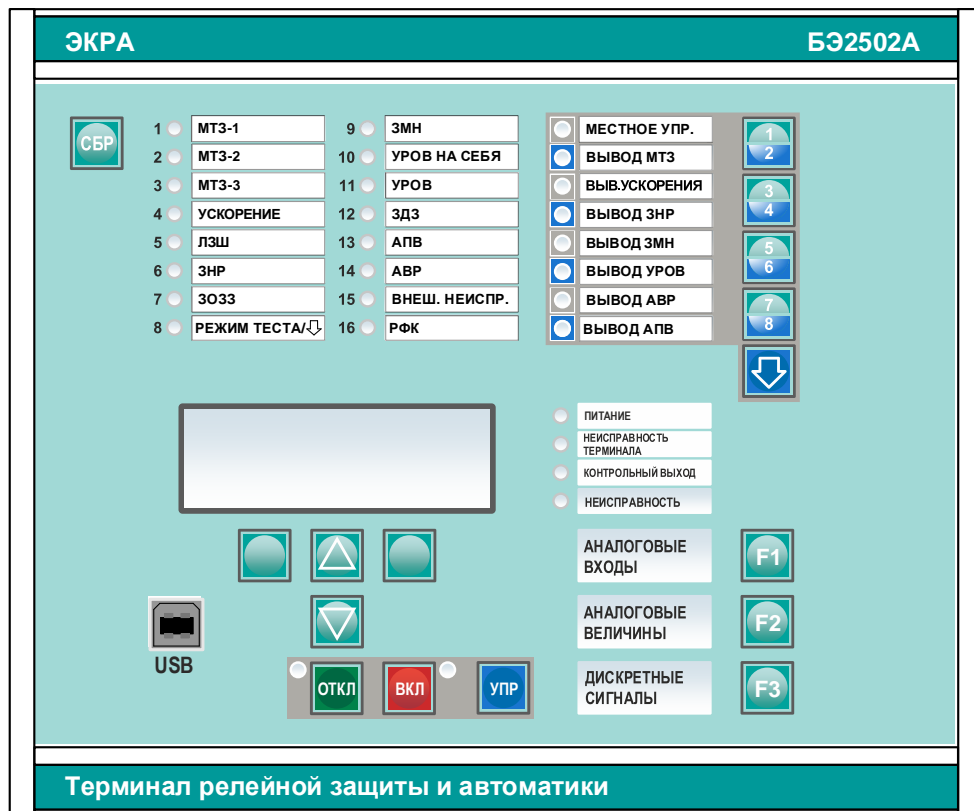 ЭКРА БЭ2502А
СБР
1 МТЗ-1
2 МТЗ-2
3 МТЗ-3
4 УСКОРЕНИЕ
5 ЛЗШ
6 ЗНР
7 ЗОЗЗ
8 РЕЖИМ ТЕСТА/
9 ЗМН
10 УРОВ НА СЕБЯ
11 УРОВ
12 ЗДЗ
13 АПВ
14 АВР
15 ВНЕШ. НЕИСПР.
16 РФК
МЕСТНОЕ УПР.
ВЫВОД МТЗ
ВЫВ.УСКОРЕНИЯ
ВЫВОД ЗНР
ВЫВОД ЗМН
ВЫВОД УРОВ
ВЫВОД АВР
ВЫВОД АПВ
1
2
3
4
5
6
7
8
ПИТАНИЕ
НЕИСПРАВНОСТЬ
ТЕРМИНАЛА
КОНТРОЛЬНЫЙ ВЫХОД
НЕИСПРАВНОСТЬ
АНАЛОГОВЫЕ
ВХОДЫ
F1
АНАЛОГОВЫЕ
ВЕЛИЧИНЫ
F2
ДИСКРЕТНЫЕ
СИГНАЛЫ
F3
USB
ОТКЛ ВКЛ УПР
Терминал релейной защиты и автоматики